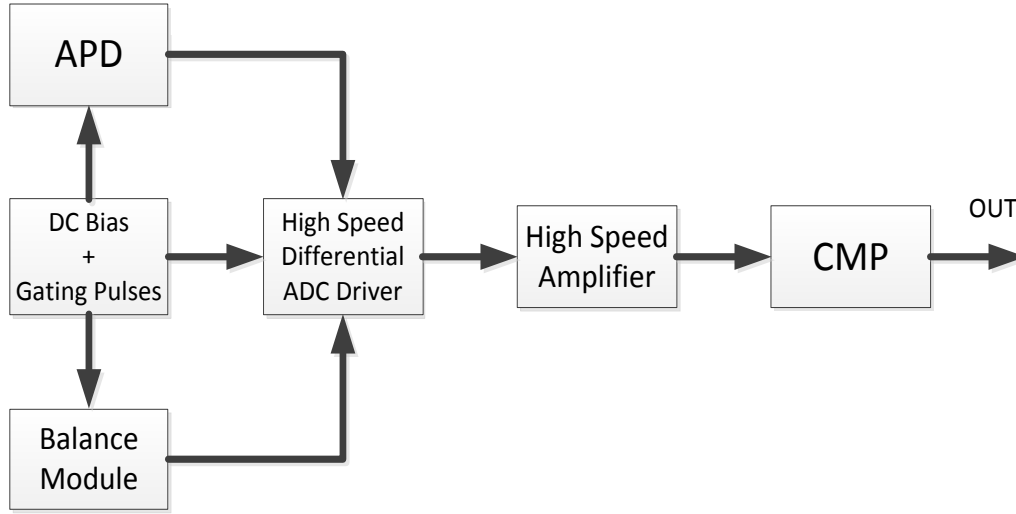 APD
DC Bias
+
Gating Pulses
High Speed
Differential
ADC Driver
High Speed
Amplifier
CMP
OUT
Balance
Module